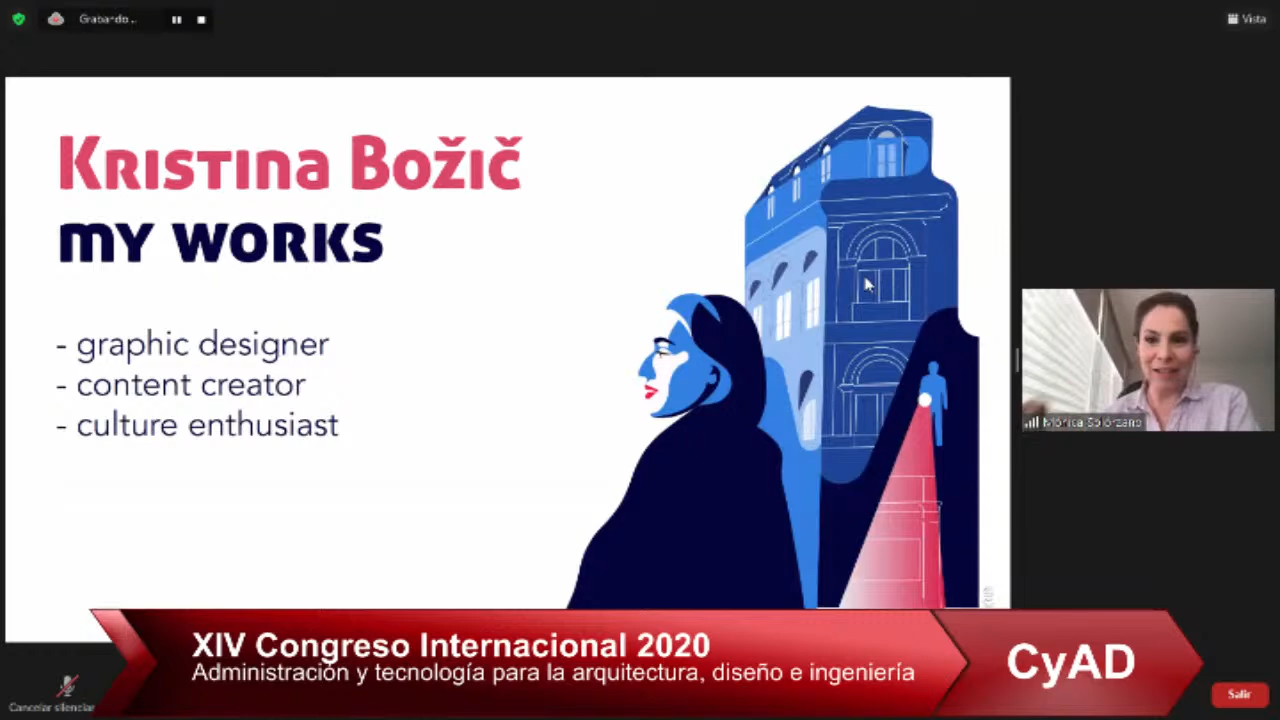 Grabando...
Vista
Kristina Božič
my works
- graphic designer
- content creator
- culture enthusiast
Mónica Solórzano
XIV Congreso Internacional 2020
Administración y tecnología para la arquitectura, diseño e ingeniería
CyAD
Cancelar silenciar
Salir